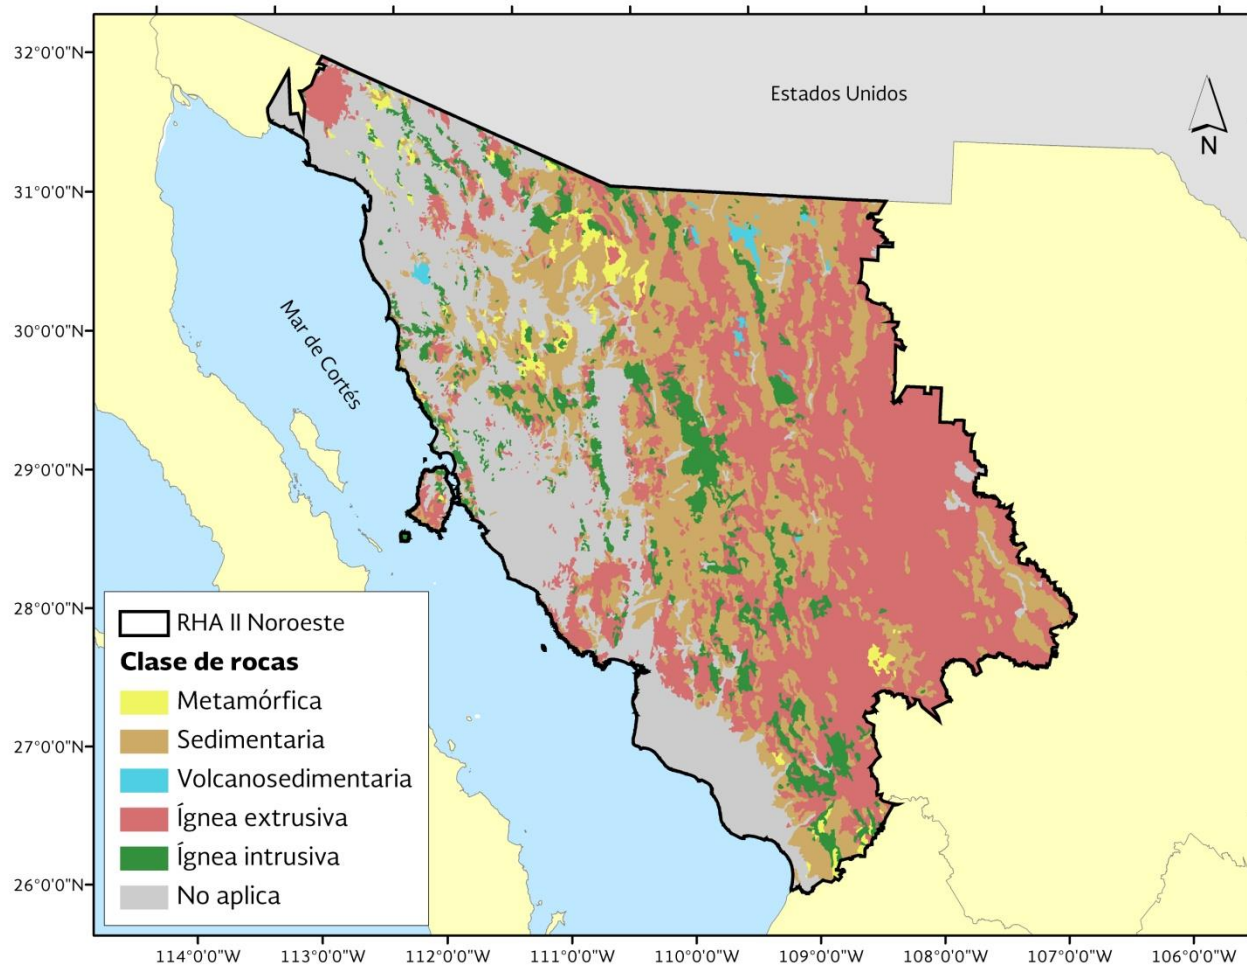 32°0'0"N
31°0'0"N
30°0'0"N
29°0'0"N
28°0'0"N
27°0'0"N
26°0'0"N
Estados Unidos
N
Mar de Cortés
RHA II Noroeste
Clase de rocas
Metamórfica
Sedimentaria
Volcanosedimentaria
Ígnea extrusiva
Ígnea intrusiva
No aplica
114°0'0"W 113°0'0"W 112°0'0"W 111°0'0"W 110°0'0"W 109°0'0"W 108°0'0"W 107°0'0"W 106°0'0"W